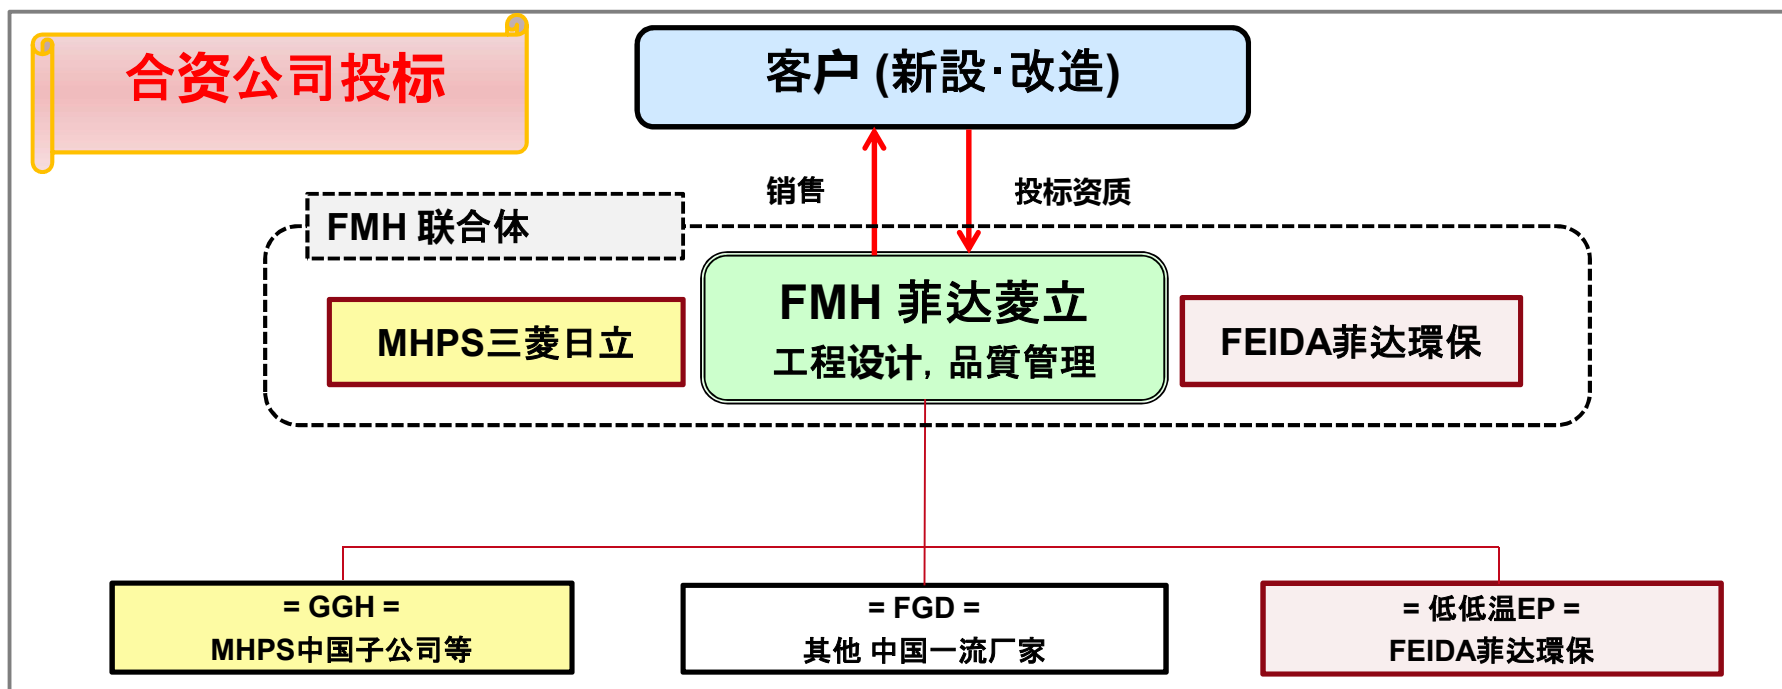 合资公司投标
客户 (新設·改造)
销售
投标资质
FMH 联合体
MHPS三菱日立
FMH 菲达菱立
工程设计, 品質管理
FEIDA菲达環保
= GGH =
MHPS中国子公司等
= FGD =
其他 中国一流厂家
= 低低温EP =
FEIDA菲达環保